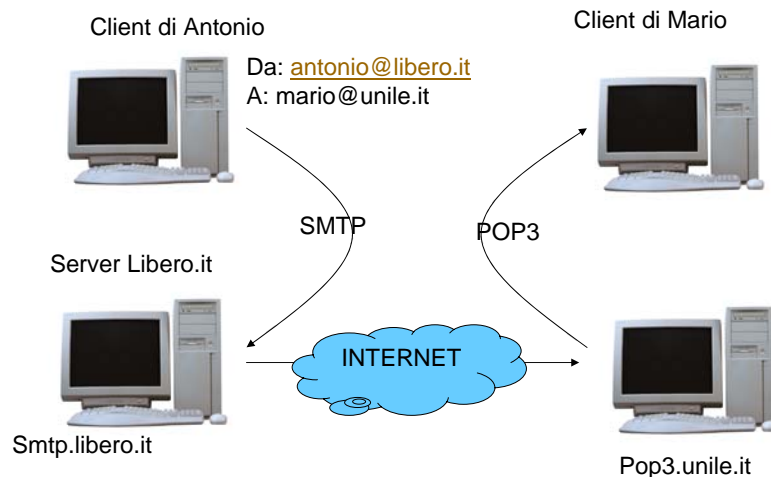 Client di Antonio
Client di Mario
Da: antonio@libero.it
A: mario@unile.it
SMTP
POP3
Server Libero.it
INTERNET
Smtp.libero.it
Pop3.unile.it